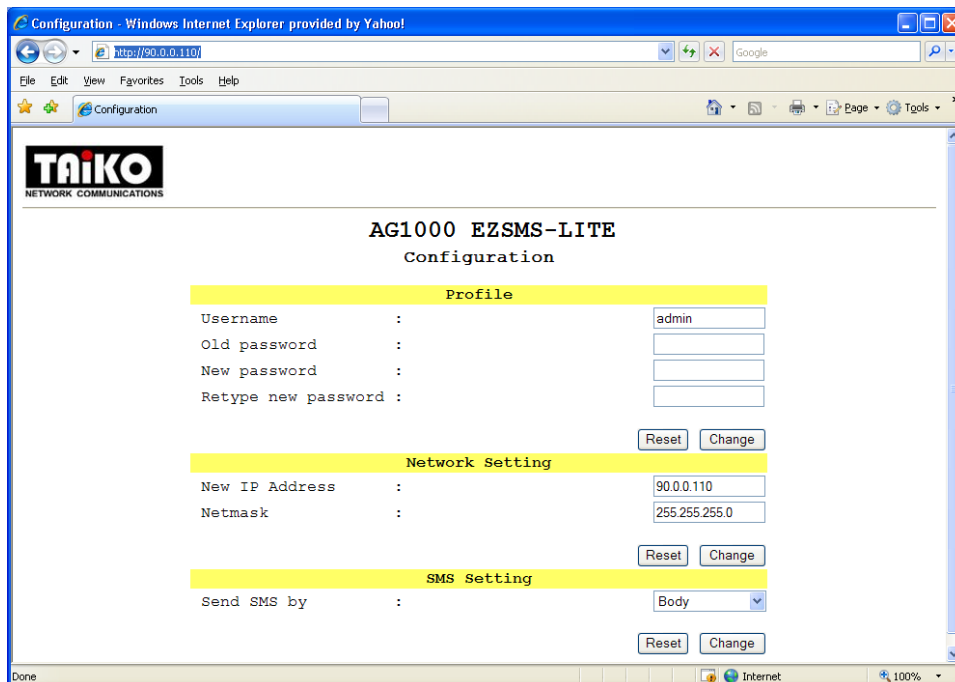 Configuration - Windows Internet Explorer provided by Yahoo!
http://90.0.0.110/
Google
File Edit View Favorites Tools Help
Configuration
Page Tools
TAiKO
NETWORK COMMUNICATIONS
AG1000 EZSMS-LITE
Configuration
Profile
Username : admin
Old password :
New password :
Retype new password :
Reset Change
Network Setting
New IP Address : 90.0.0.110
Netmask : 255.255.255.0
Reset Change
SMS Setting
Send SMS by : Body
Reset Change
Done Internet 100%